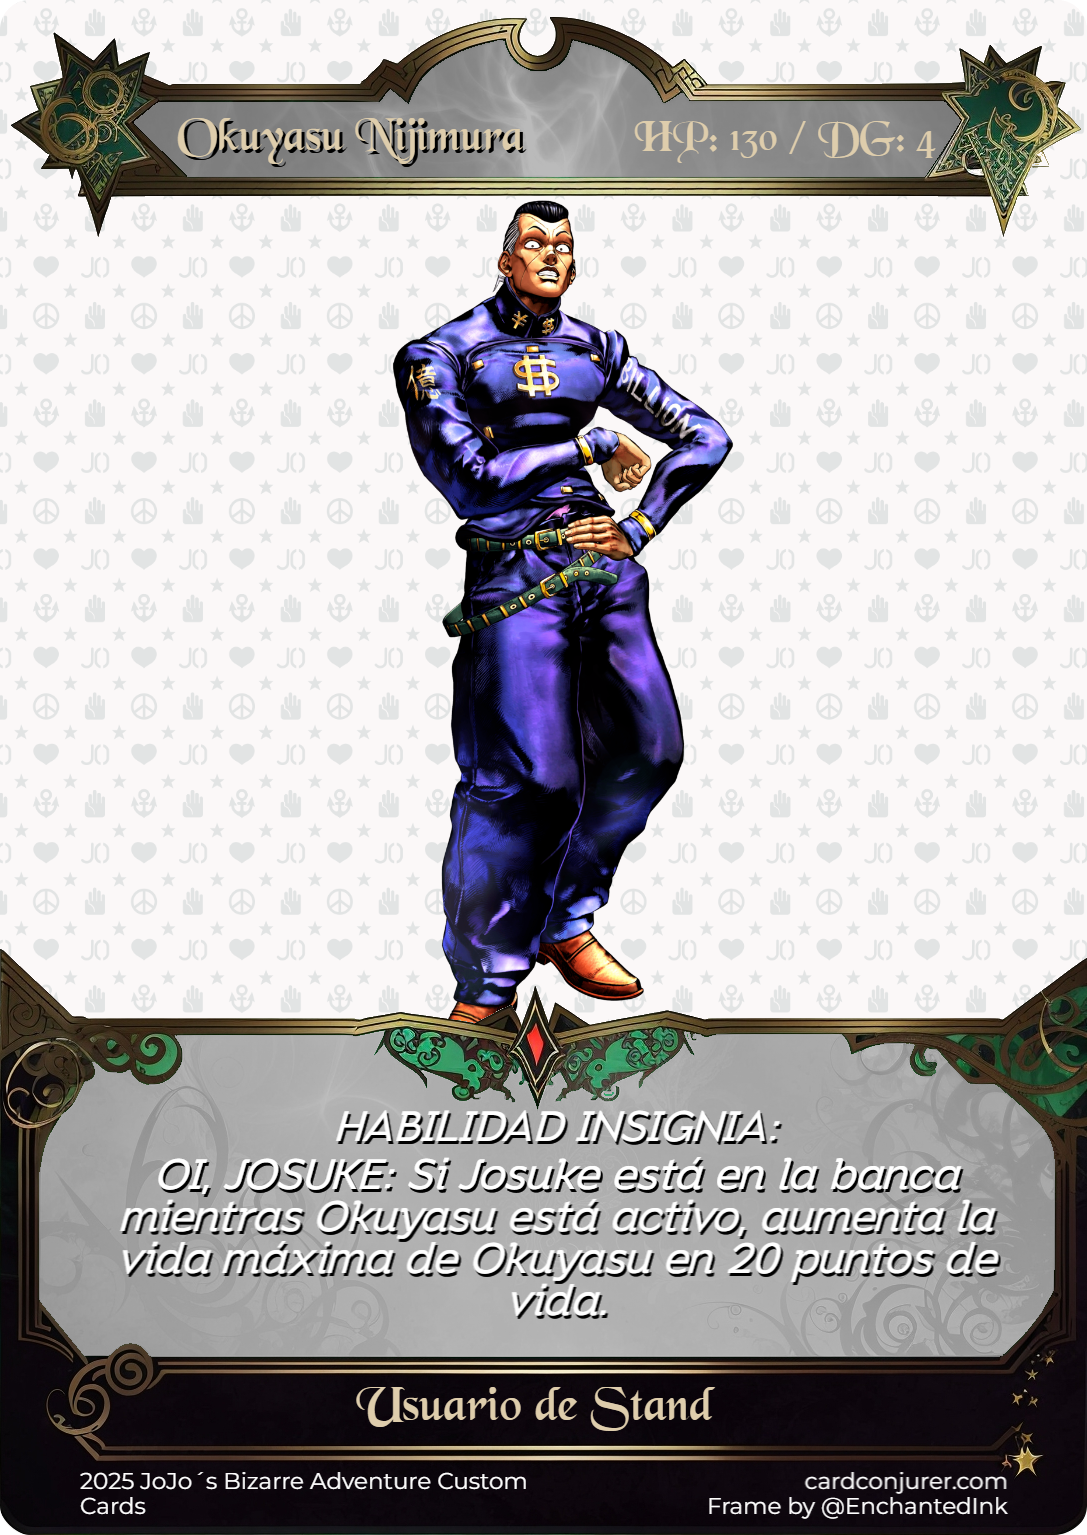 Okuyasu Nijimura HP: 130 / DG: 4
億
BILLION
HABILIDAD INSIGNIA:
OI, JOSUKE: Si Josuke está en la banca
mientras Okuyasu está activo, aumenta la
vida máxima de Okuyasu en 20 puntos de
vida.
Usuario de Stand
2025 JoJo´s Bizarre Adventure Custom
Cards
cardconjurer.com
Frame by @EnchantedInk